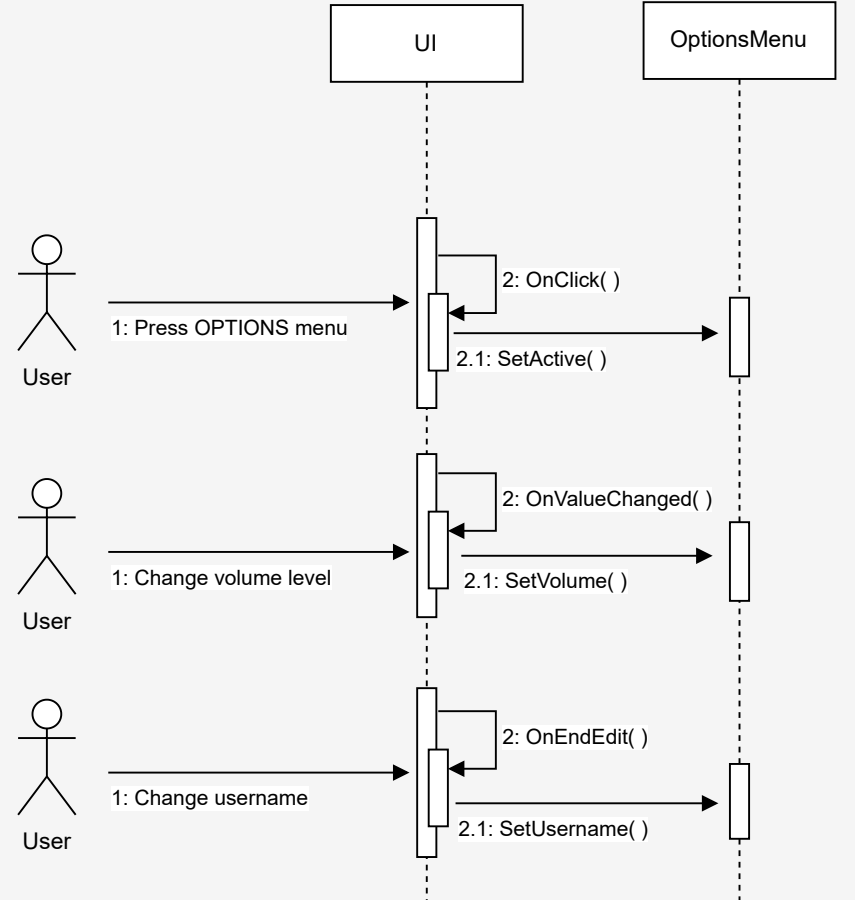 UI
OptionsMenu
2: OnClick( )
1: Press OPTIONS menu
2.1: SetActive( )
User
2: OnValueChanged( )
1: Change volume level
2.1: SetVolume( )
User
2: OnEndEdit( )
1: Change username
2.1: SetUsername( )
User